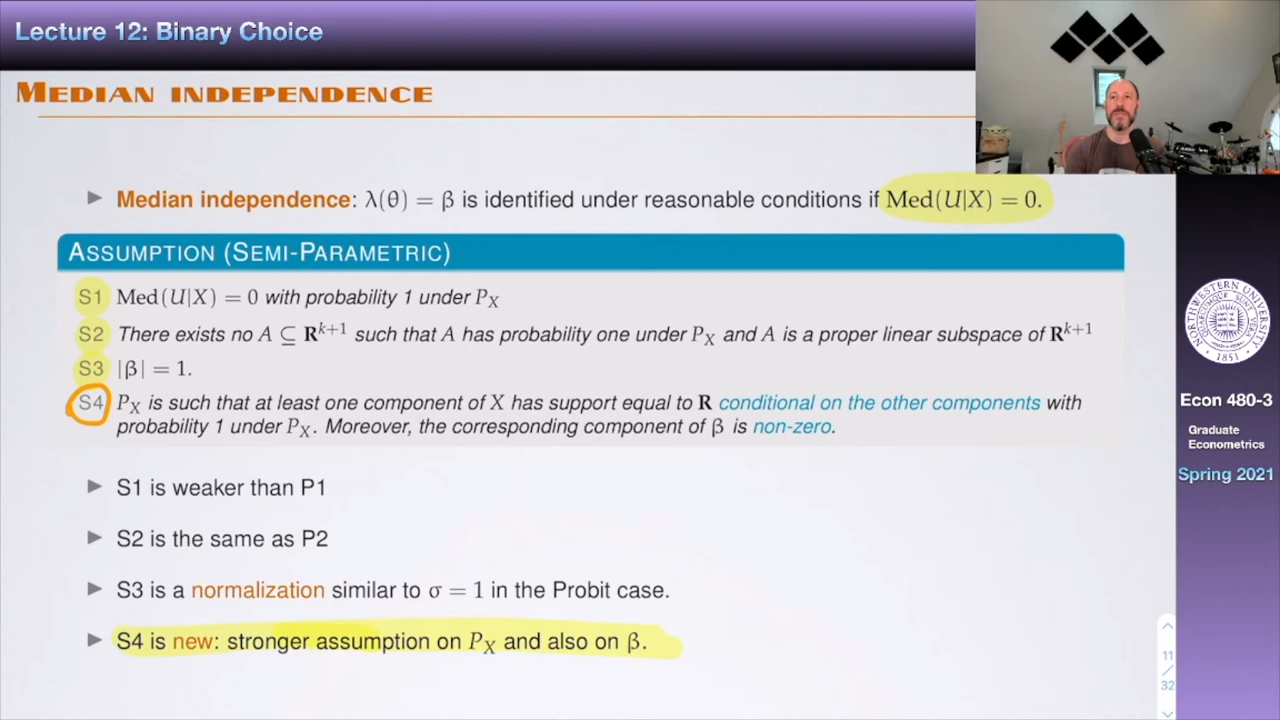 Lecture 12: Binary Choice
MEDIAN INDEPENDENCE
▶ Median independence: λ(θ) = β is identified under reasonable conditions if Med(U|X) = 0.
ASSUMPTION (SEMI-PARAMETRIC)
S1 Med(U|X) = 0 with probability 1 under P_X
S2 There exists no A ⊆ R^{k+1} such that A has probability one under P_X and A is a proper linear subspace of R^{k+1}
S3 |β| = 1.
S4 P_X is such that at least one component of X has support equal to R conditional on the other components with
probability 1 under P_X. Moreover, the corresponding component of β is non-zero.
▶ S1 is weaker than P1
▶ S2 is the same as P2
▶ S3 is a normalization similar to σ = 1 in the Probit case.
▶ S4 is new: stronger assumption on P_X and also on β.
NORTHWESTERN UNIVERSITY
1851
Econ 480-3
Graduate
Econometrics
Spring 2021
11
/
32